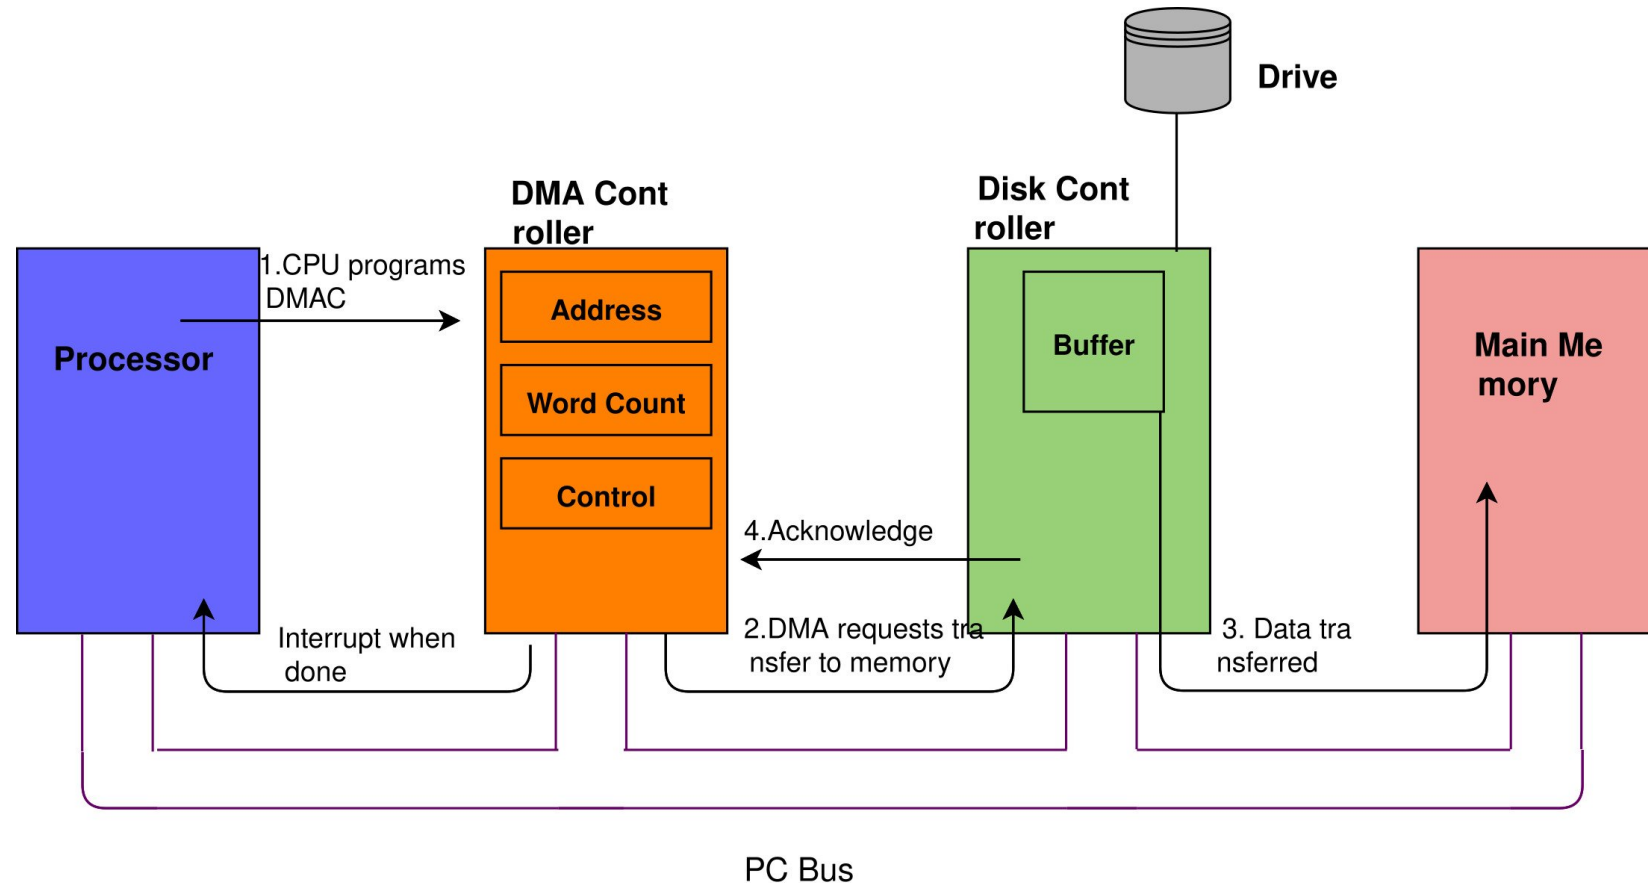 Drive
DMA Cont
roller
Disk Cont
roller
1.CPU programs
DMAC
Processor
Address
Word Count
Control
Buffer
Main Me
mory
4.Acknowledge
Interrupt when
done
2.DMA requests tra
nsfer to memory
3. Data tra
nsferred
PC Bus